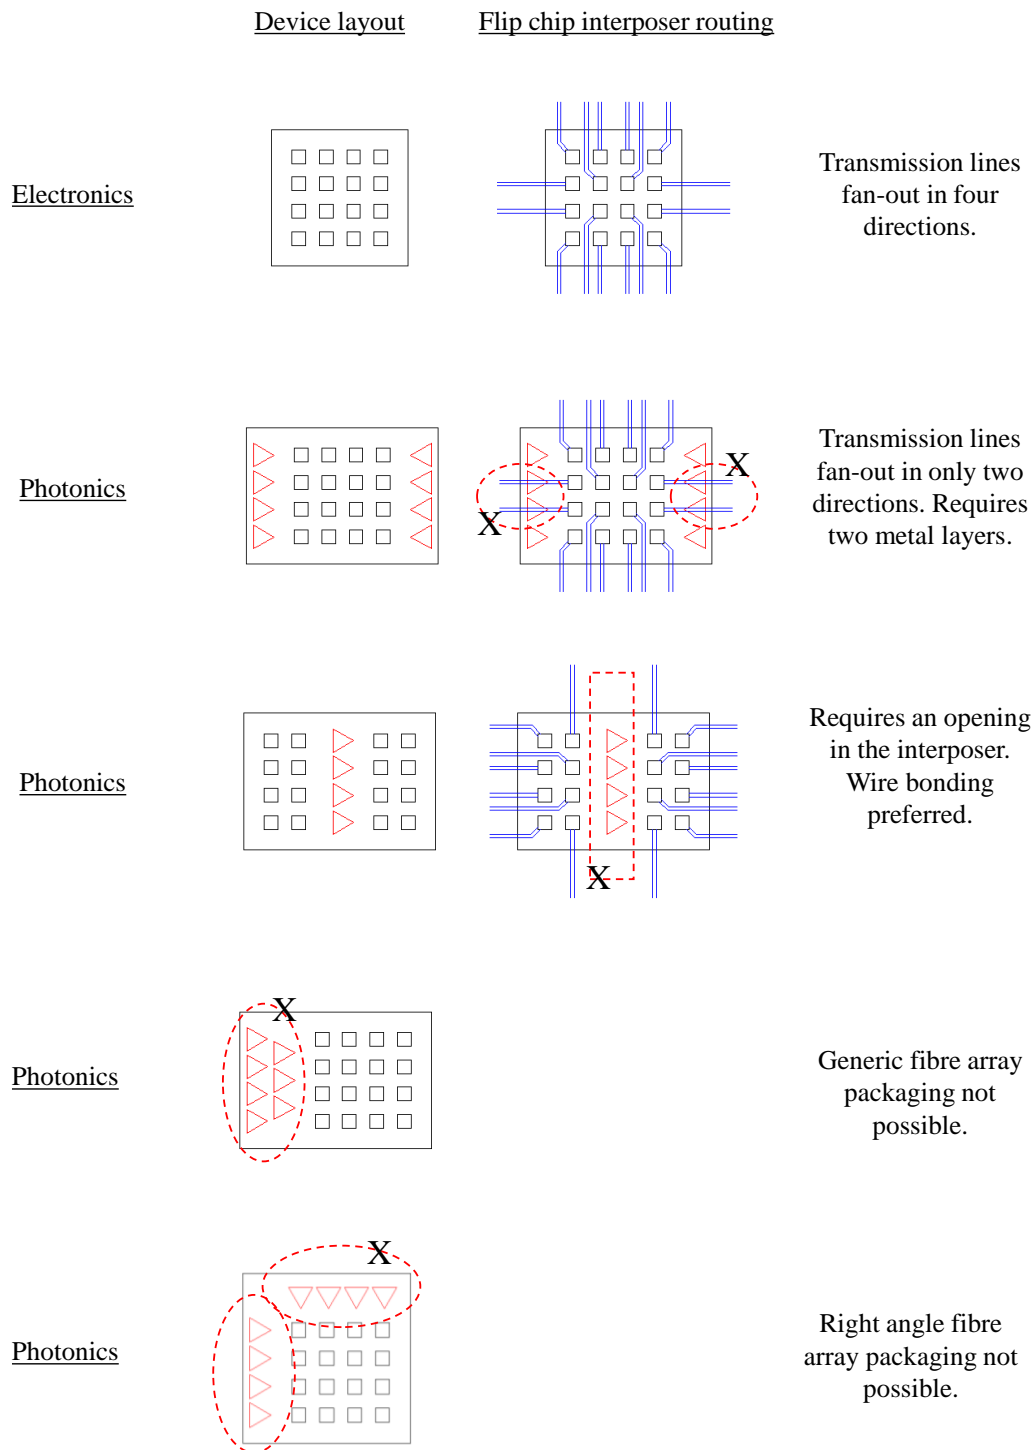 Device layout
Flip chip interposer routing
Electronics
Transmission lines
fan-out in four
directions.
Photonics
X
X
Transmission lines
fan-out in only two
directions. Requires
two metal layers.
Photonics
X
Requires an opening
in the interposer.
Wire bonding
preferred.
Photonics
X
Generic fibre array
packaging not
possible.
Photonics
X
Right angle fibre
array packaging not
possible.